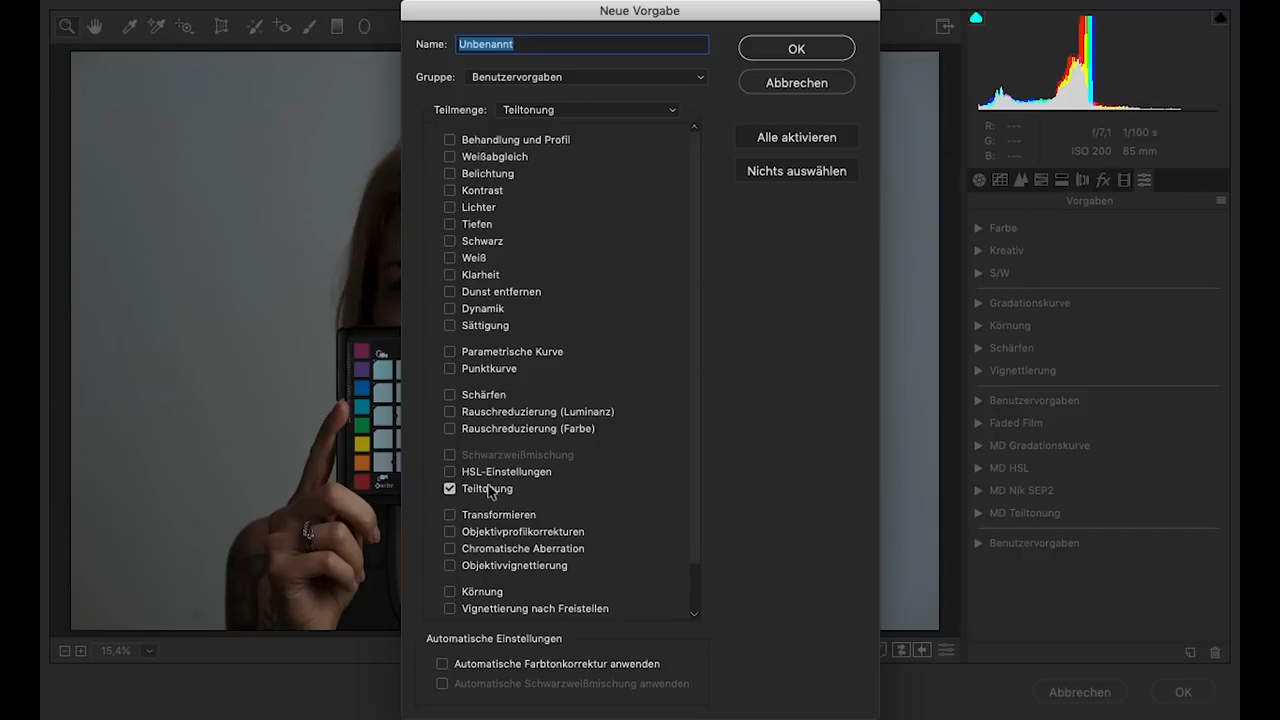 Neue Vorgabe
Name: Unbenannt
OK
Gruppe: Benutzervorgaben
Abbrechen
Teilmenge: Teiltonung
Alle aktivieren
Nichts auswählen
Behandlung und Profil
Weißabgleich
Belichtung
Kontrast
Lichter
Tiefen
Schwarz
Weiß
Klarheit
Dunst entfernen
Dynamik
Sättigung
Parametrische Kurve
Punktkurve
Schärfen
Rauschreduzierung (Luminanz)
Rauschreduzierung (Farbe)
Schwarzweißmischung
HSL-Einstellungen
Teiltonung
Transformieren
Objektivprofilkorrekturen
Chromatische Aberration
Objektivvignettierung
Körnung
Vignettierung nach Freistellen
Automatische Einstellungen
Automatische Farbtonkorrektur anwenden
Automatische Schwarzweißmischung anwenden
15,4%
R: ---
G: ---
B: ---
f/7,1 1/100 s
ISO 200 85 mm
fx
Vorgaben
Farbe
Kreativ
S/W
Gradationskurve
Körnung
Schärfen
Vignettierung
Benutzervorgaben
Faded Film
MD Gradationskurve
MD HSL
MD Nik SEP2
MD Teiltonung
Benutzervorgaben
Abbrechen
OK